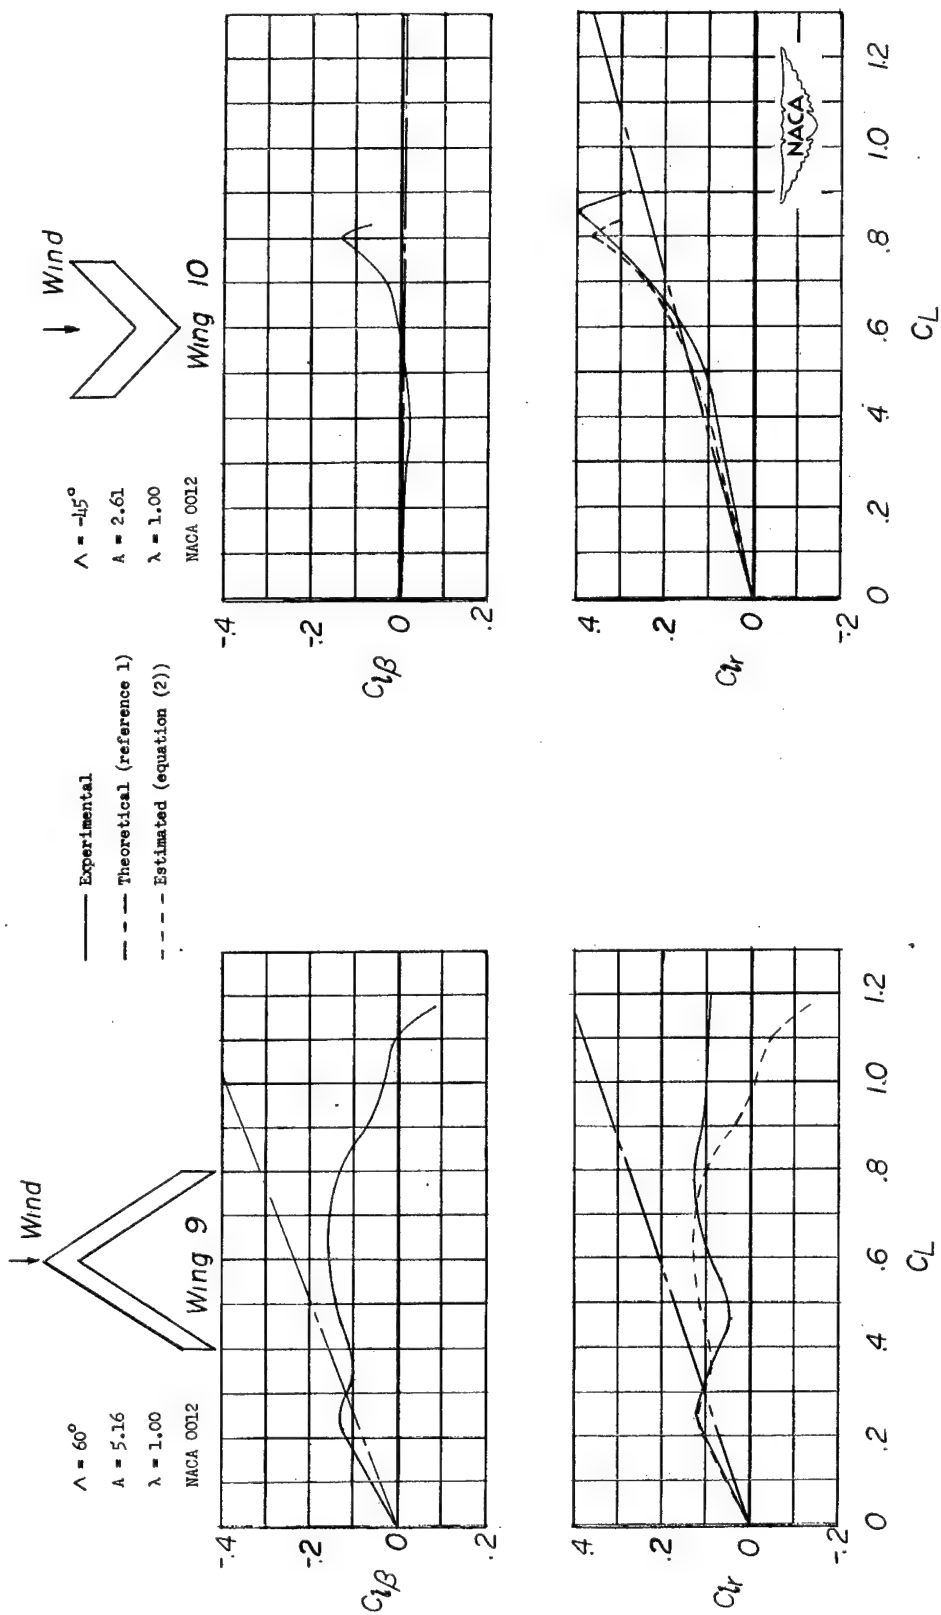 Λ = 60°
A = 5.16
λ = 1.00
NACA 0012
Wind
Wing 9
Experimental
Theoretical (reference 1)
Estimated (equation (2))
Λ = -45°
A = 2.61
λ = 1.00
NACA 0012
Wind
Wing 10
-.4
-.2
0
.2
Clβ
-.4
-.2
0
.2
Clβ
.4
.2
0
-.2
Clr
0
.2
.4
.6
.8
1.0
1.2
CL
.4
.2
0
-.2
Clr
0
.2
.4
.6
.8
1.0
1.2
CL
NACA